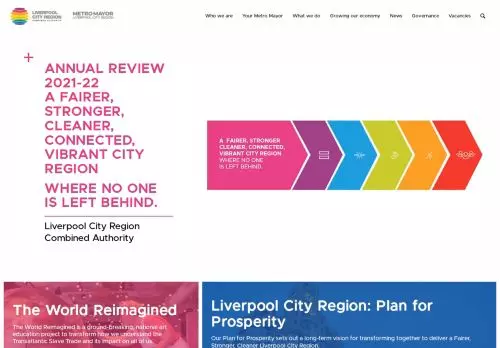 LIVERPOOL
CITY REGION
COMBINED AUTHORITY
METRO MAYOR
LIVERPOOL CITY REGION
Who we are
Your Metro Mayor
What we do
Growing our economy
News
Governance
Vacancies
ANNUAL REVIEW
2021-22
A FAIRER,
STRONGER,
CLEANER,
CONNECTED,
VIBRANT CITY
REGION
WHERE NO ONE
IS LEFT BEHIND.
Liverpool City Region
Combined Authority
A FAIRER, STRONGER
CLEANER, CONNECTED,
VIBRANT CITY REGION
WHERE NO ONE
IS LEFT BEHIND.
The World Reimagined
The World Reimagined is a ground-breaking, national art
education project to transform how we understand the
Transatlantic Slave Trade and its impact on all of us.
Liverpool City Region: Plan for
Prosperity
Our Plan for Prosperity sets out a long-term vision for transforming together to deliver a Fairer,
Stronger, Cleaner Liverpool City Region.